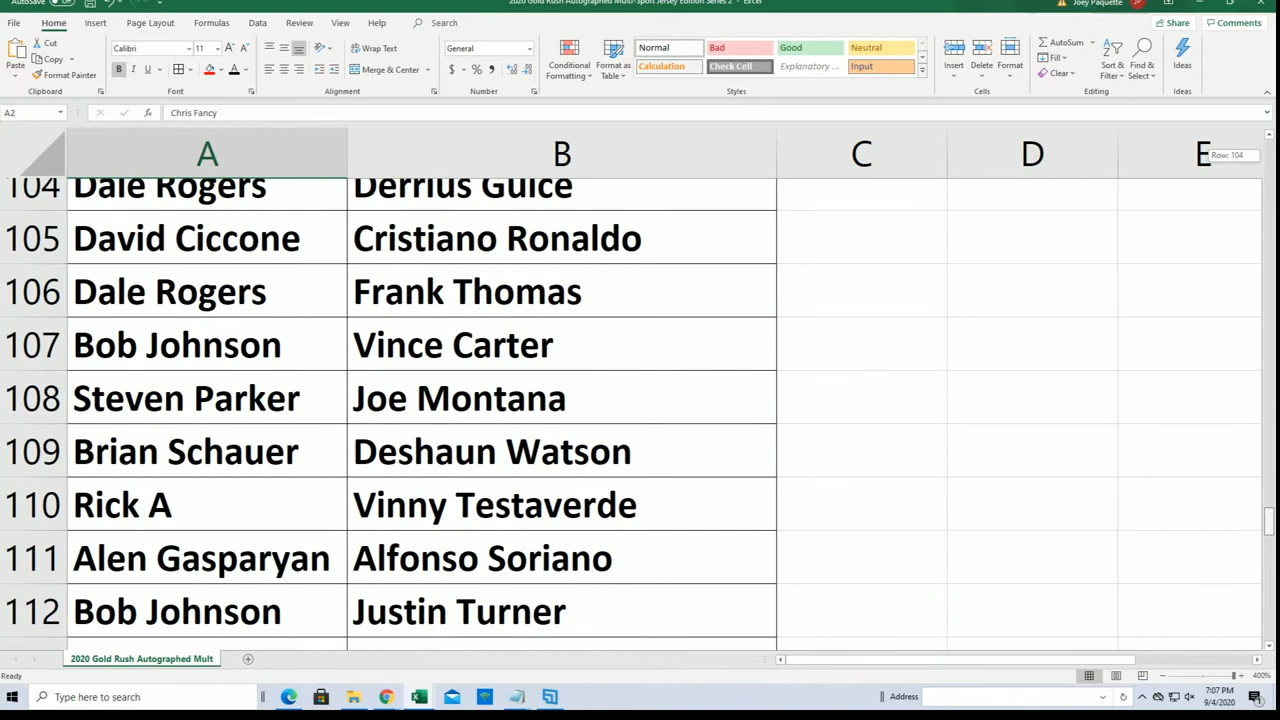 AutoSave
2020 Gold Rush Autographed Multi-Sport Jersey Edition Series 2 - Excel
Joey Paquette
File Home Insert Page Layout Formulas Data Review View Help Search
Share Comments
Paste
Cut
Copy
Format Painter
Clipboard
Calibri 11
B I U
Font
Wrap Text
Merge & Center
Alignment
General
Number
Conditional Formatting
Format as Table
Normal Bad Good Neutral
Calculation Check Cell Explanatory ... Input
Styles
Insert Delete Format
Cells
AutoSum
Fill
Clear
Sort & Filter
Find & Select
Editing
Ideas
Ideas
A2 Chris Fancy
A B C D E
Row: 104
104 Dale Rogers Derrius Guice
105 David Ciccone Cristiano Ronaldo
106 Dale Rogers Frank Thomas
107 Bob Johnson Vince Carter
108 Steven Parker Joe Montana
109 Brian Schauer Deshaun Watson
110 Rick A Vinny Testaverde
111 Alen Gasparyan Alfonso Soriano
112 Bob Johnson Justin Turner
2020 Gold Rush Autographed Mult
Ready
400%
Type here to search
Address
7:07 PM
9/4/2020